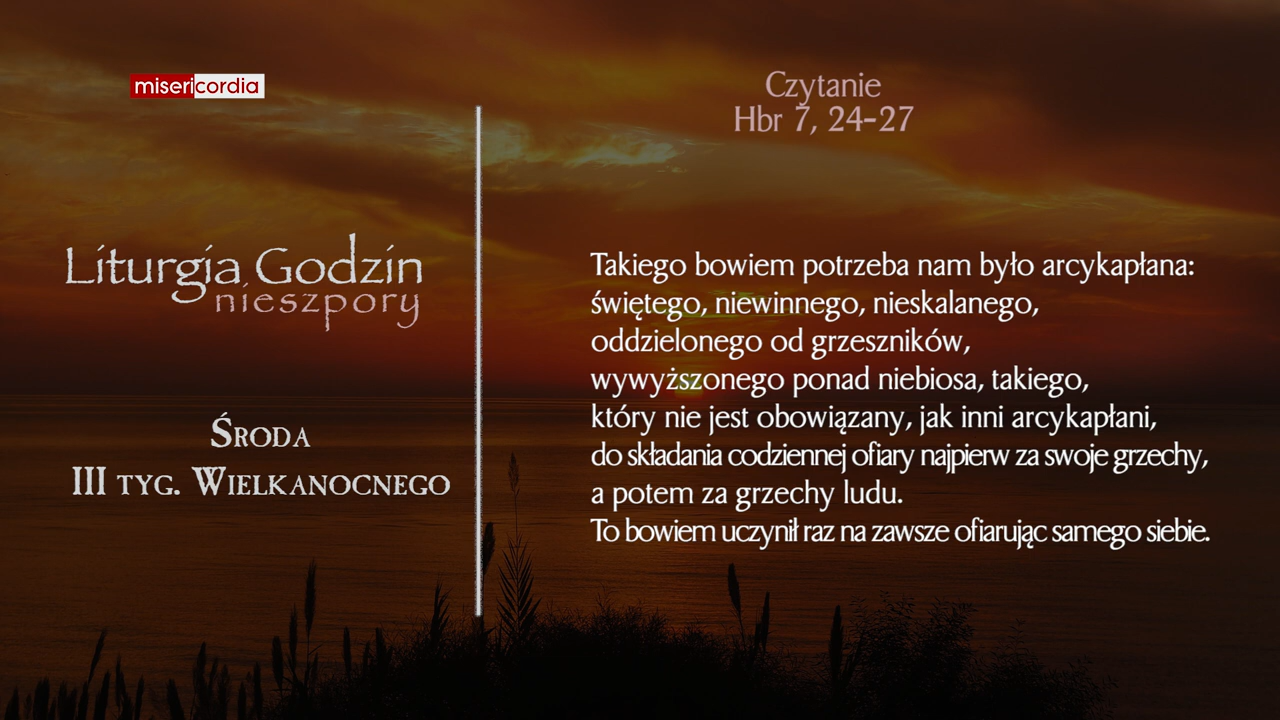 misericordia
Liturgia Godzin
nieszpory
Środa
III tyg. Wielkanocnego
Czytanie
Hbr 7, 24-27
Takiego bowiem potrzeba nam było arcykapłana:
świętego, niewinnego, nieskalanego,
oddzielonego od grzeszników,
wywyższonego ponad niebiosa, takiego,
który nie jest obowiązany, jak inni arcykapłani,
do składania codziennej ofiary najpierw za swoje grzechy,
a potem za grzechy ludu.
To bowiem uczynił raz na zawsze ofiarując samego siebie.